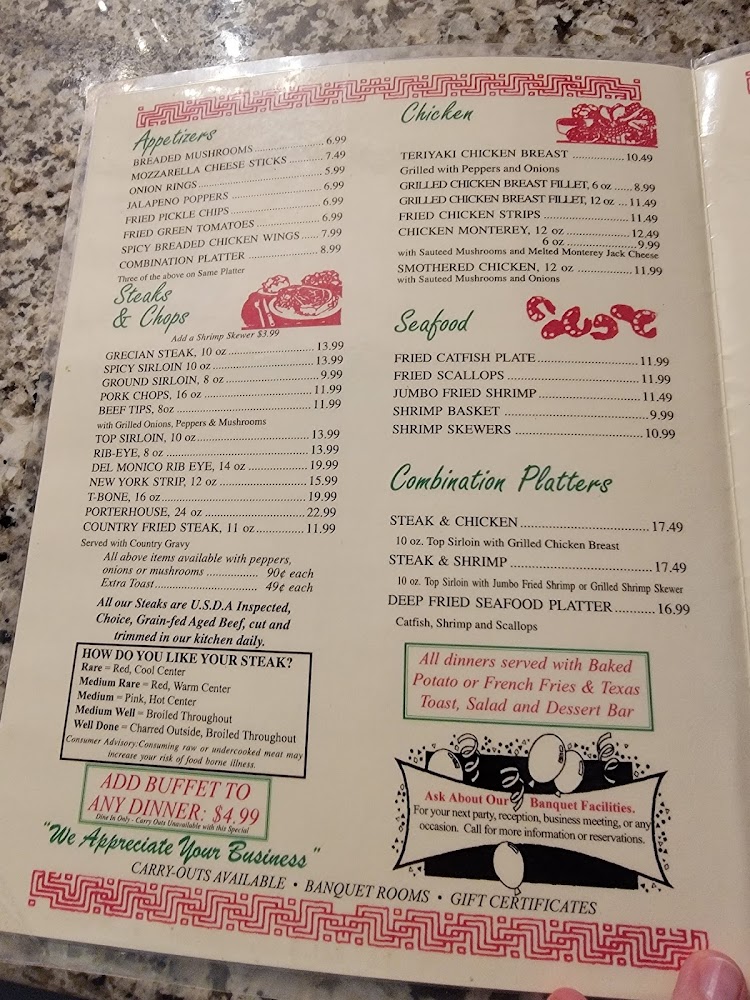 Appetizers
BREADED MUSHROOMS ........................ 6.99
MOZZARELLA CHEESE STICKS ......... 7.49
ONION RINGS ........................................ 5.99
JALAPENO POPPERS ............................. 6.99
FRIED PICKLE CHIPS ............................ 6.99
FRIED GREEN TOMATOES .................... 6.99
SPICY BREADED CHICKEN WINGS ..... 7.99
COMBINATION PLATTER .................... 8.99
Three of the above on Same Platter
Steaks
& Chops
Add a Shrimp Skewer $3.99
GRECIAN STEAK, 10 oz ........................ 13.99
SPICY SIRLOIN 10 oz ............................ 13.99
GROUND SIRLOIN, 8 oz ........................ 9.99
PORK CHOPS, 16 oz .............................. 11.99
BEEF TIPS, 8oz ...................................... 11.99
with Grilled Onions, Peppers & Mushrooms
TOP SIRLOIN, 10 oz ............................... 13.99
RIB-EYE, 8 oz ......................................... 13.99
DEL MONICO RIB EYE, 14 oz ................ 19.99
NEW YORK STRIP, 12 oz ........................ 15.99
T-BONE, 16 oz ........................................ 19.99
PORTERHOUSE, 24 oz ........................... 22.99
COUNTRY FRIED STEAK, 11 oz .............. 11.99
Served with Country Gravy
All above items available with peppers,
onions or mushrooms ................ 90¢ each
Extra Toast ................................ 49¢ each
All our Steaks are U.S.D.A Inspected,
Choice, Grain-fed Aged Beef, cut and
trimmed in our kitchen daily.
HOW DO YOU LIKE YOUR STEAK?
Rare = Red, Cool Center
Medium Rare = Red, Warm Center
Medium = Pink, Hot Center
Medium Well = Broiled Throughout
Well Done = Charred Outside, Broiled Throughout
Consumer Advisory: Consuming raw or undercooked meat may
increase your risk of food borne illness.
ADD BUFFET TO
ANY DINNER: $4.99
Dine In Only - Carry Outs Unavailable with this Special
Chicken
TERIYAKI CHICKEN BREAST .................. 10.49
Grilled with Peppers and Onions
GRILLED CHICKEN BREAST FILLET, 6 oz ..... 8.99
GRILLED CHICKEN BREAST FILLET, 12 oz ... 11.49
FRIED CHICKEN STRIPS ........................... 11.49
CHICKEN MONTEREY, 12 oz .................... 12.49
6 oz ..................... 9.99
with Sauteed Mushrooms and Melted Monterey Jack Cheese
SMOTHERED CHICKEN, 12 oz .................. 11.99
with Sauteed Mushrooms and Onions
Seafood
FRIED CATFISH PLATE ............................. 11.99
FRIED SCALLOPS ..................................... 11.99
JUMBO FRIED SHRIMP ............................ 11.49
SHRIMP BASKET ...................................... 9.99
SHRIMP SKEWERS .................................. 10.99
Combination Platters
STEAK & CHICKEN .................................. 17.49
10 oz. Top Sirloin with Grilled Chicken Breast
STEAK & SHRIMP ..................................... 17.49
10 oz. Top Sirloin with Jumbo Fried Shrimp or Grilled Shrimp Skewer
DEEP FRIED SEAFOOD PLATTER ........... 16.99
Catfish, Shrimp and Scallops
All dinners served with Baked
Potato or French Fries & Texas
Toast, Salad and Dessert Bar
Ask About Our Banquet Facilities.
For your next party, reception, business meeting, or any
occasion. Call for more information or reservations.
"We Appreciate Your Business"
CARRY-OUTS AVAILABLE • BANQUET ROOMS • GIFT CERTIFICATES